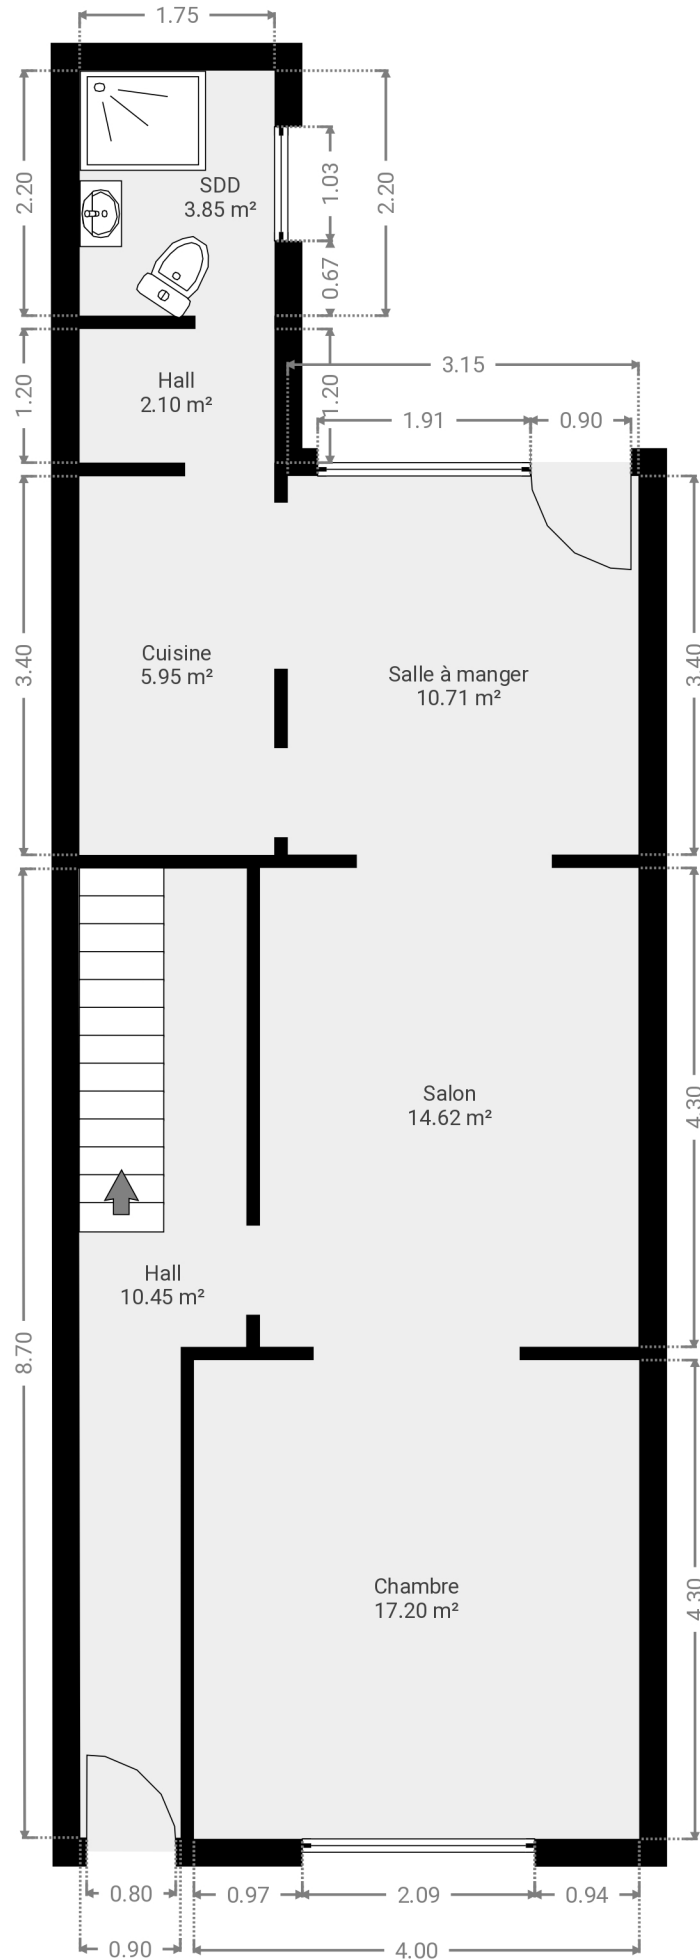 1.75
2.20
1.03
2.20
SDD
3.85 m²
0.67
1.20
Hall
2.10 m²
1.20
3.15
1.91
0.90
3.40
Cuisine
5.95 m²
Salle à manger
10.71 m²
3.40
Salon
14.62 m²
4.30
Hall
10.45 m²
8.70
Chambre
17.20 m²
4.30
0.80
0.97
2.09
0.94
0.90
4.00